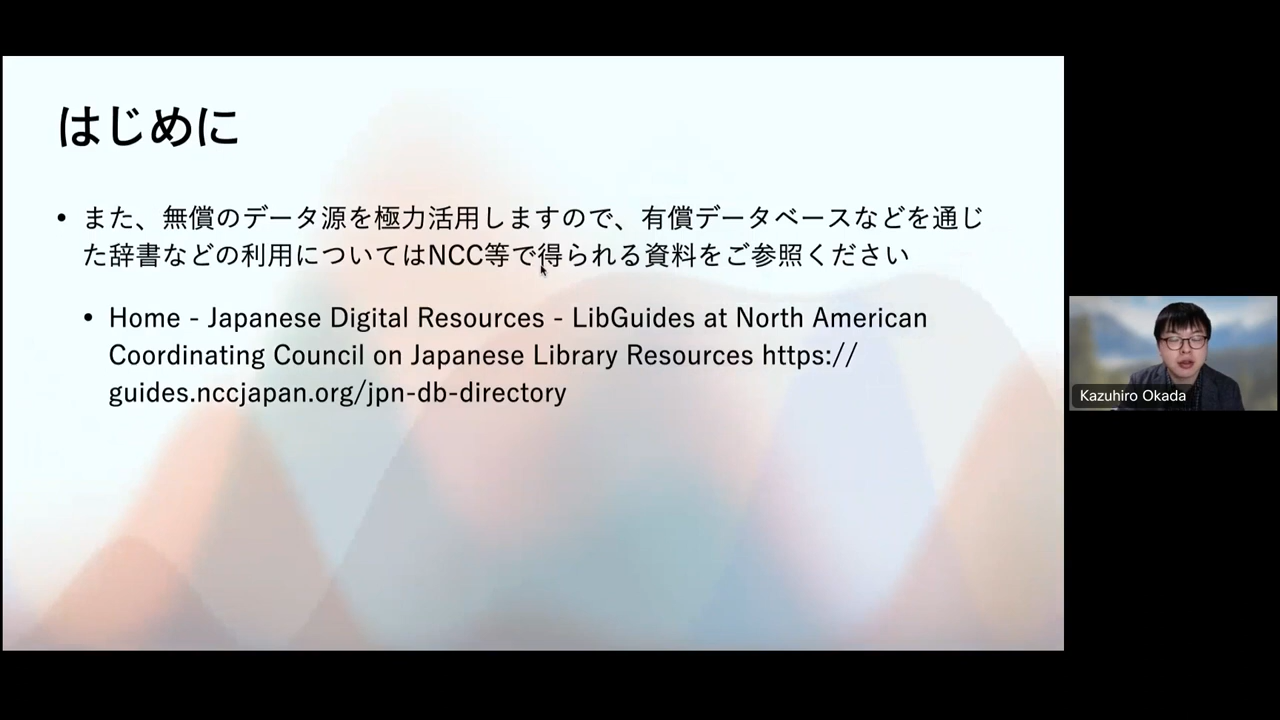 はじめに
• また、無償のデータ源を極力活用しますので、有償データベースなどを通じ
た辞書などの利用についてはNCC等で得られる資料をご参照ください
• Home - Japanese Digital Resources - LibGuides at North American
Coordinating Council on Japanese Library Resources https://
guides.nccjapan.org/jpn-db-directory
Kazuhiro Okada